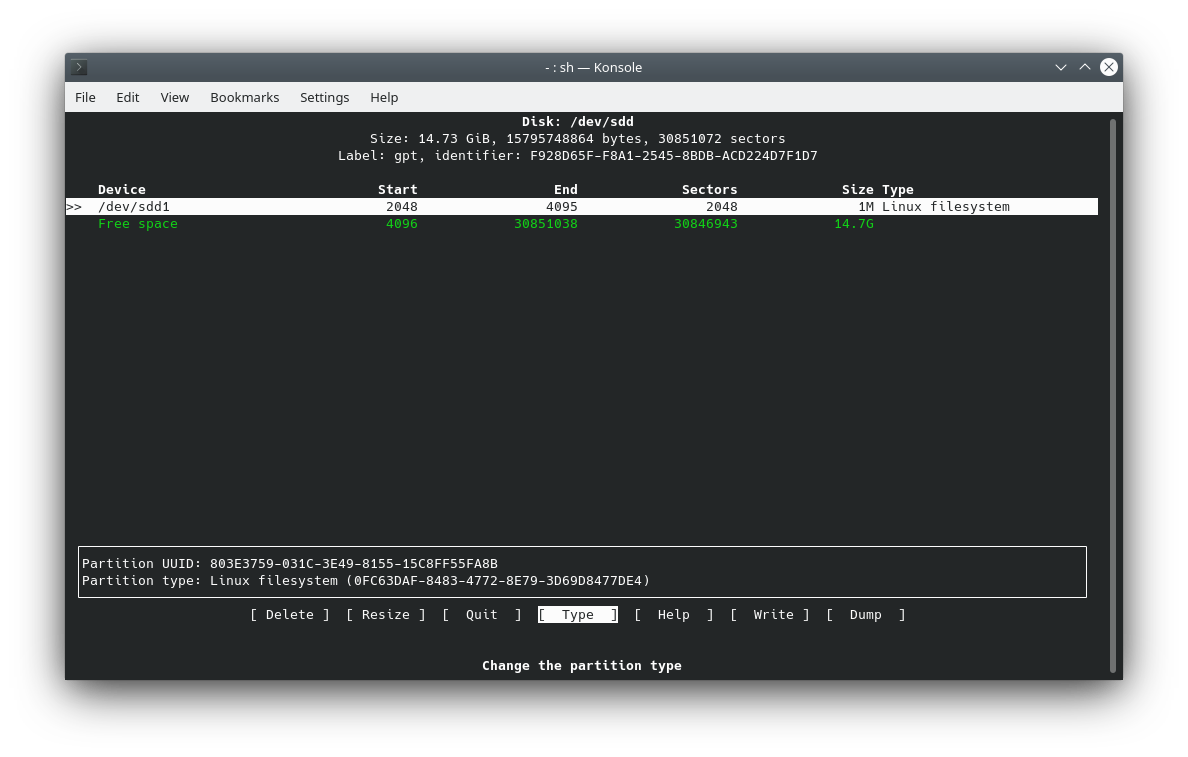 - : sh — Konsole
File Edit View Bookmarks Settings Help
Disk: /dev/sdd
Size: 14.73 GiB, 15795748864 bytes, 30851072 sectors
Label: gpt, identifier: F928D65F-F8A1-2545-8BDB-ACD224D7F1D7
Device Start End Sectors Size Type
>> /dev/sdd1 2048 4095 2048 1M Linux filesystem
Free space 4096 30851038 30846943 14.7G
Partition UUID: 803E3759-031C-3E49-8155-15C8FF55FA8B
Partition type: Linux filesystem (0FC63DAF-8483-4772-8E79-3D69D8477DE4)
[ Delete ] [ Resize ] [ Quit ] [ Type ] [ Help ] [ Write ] [ Dump ]
Change the partition type